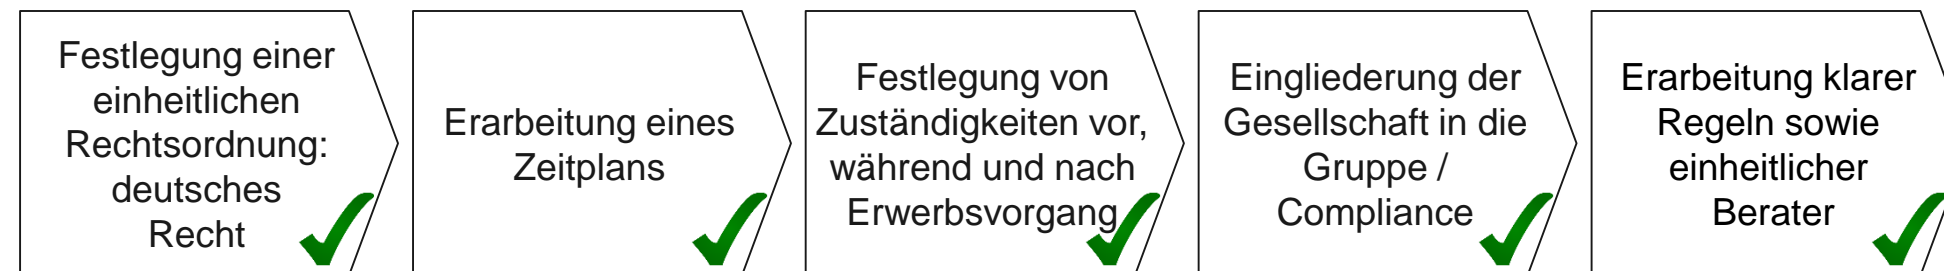 Festlegung einer
einheitlichen
Rechtsordnung:
deutsches
Recht
Erarbeitung eines
Zeitplans
Festlegung von
Zuständigkeiten vor,
während und nach
Erwerbsvorgang
Eingliederung der
Gesellschaft in die
Gruppe /
Compliance
Erarbeitung klarer
Regeln sowie
einheitlicher
Berater